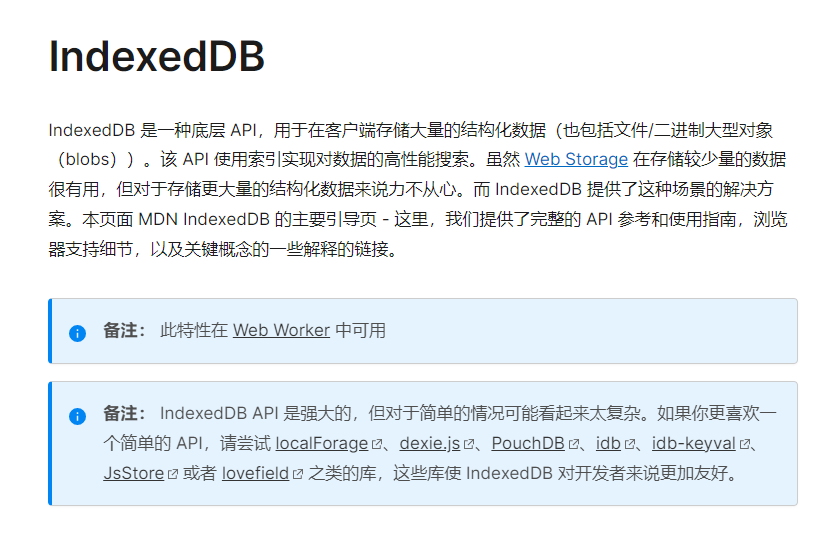 IndexedDB
IndexedDB 是一种底层 API，用于在客户端存储大量的结构化数据（也包括文件/二进制大型对象
（blobs））。该 API 使用索引实现对数据的高性能搜索。虽然 Web Storage 在存储较少量的数据
很有用，但对于存储更大量的结构化数据来说力不从心。而 IndexedDB 提供了这种场景的解决方
案。本页面 MDN IndexedDB 的主要引导页 - 这里，我们提供了完整的 API 参考和使用指南，浏览
器支持细节，以及关键概念的一些解释的链接。
备注： 此特性在 Web Worker 中可用
备注： IndexedDB API 是强大的，但对于简单的情况可能看起来太复杂。如果你更喜欢一
个简单的 API，请尝试 localForage、dexie.js、PouchDB、idb、idb-keyval、
JsStore 或者 lovefield 之类的库，这些库使 IndexedDB 对开发者来说更加友好。